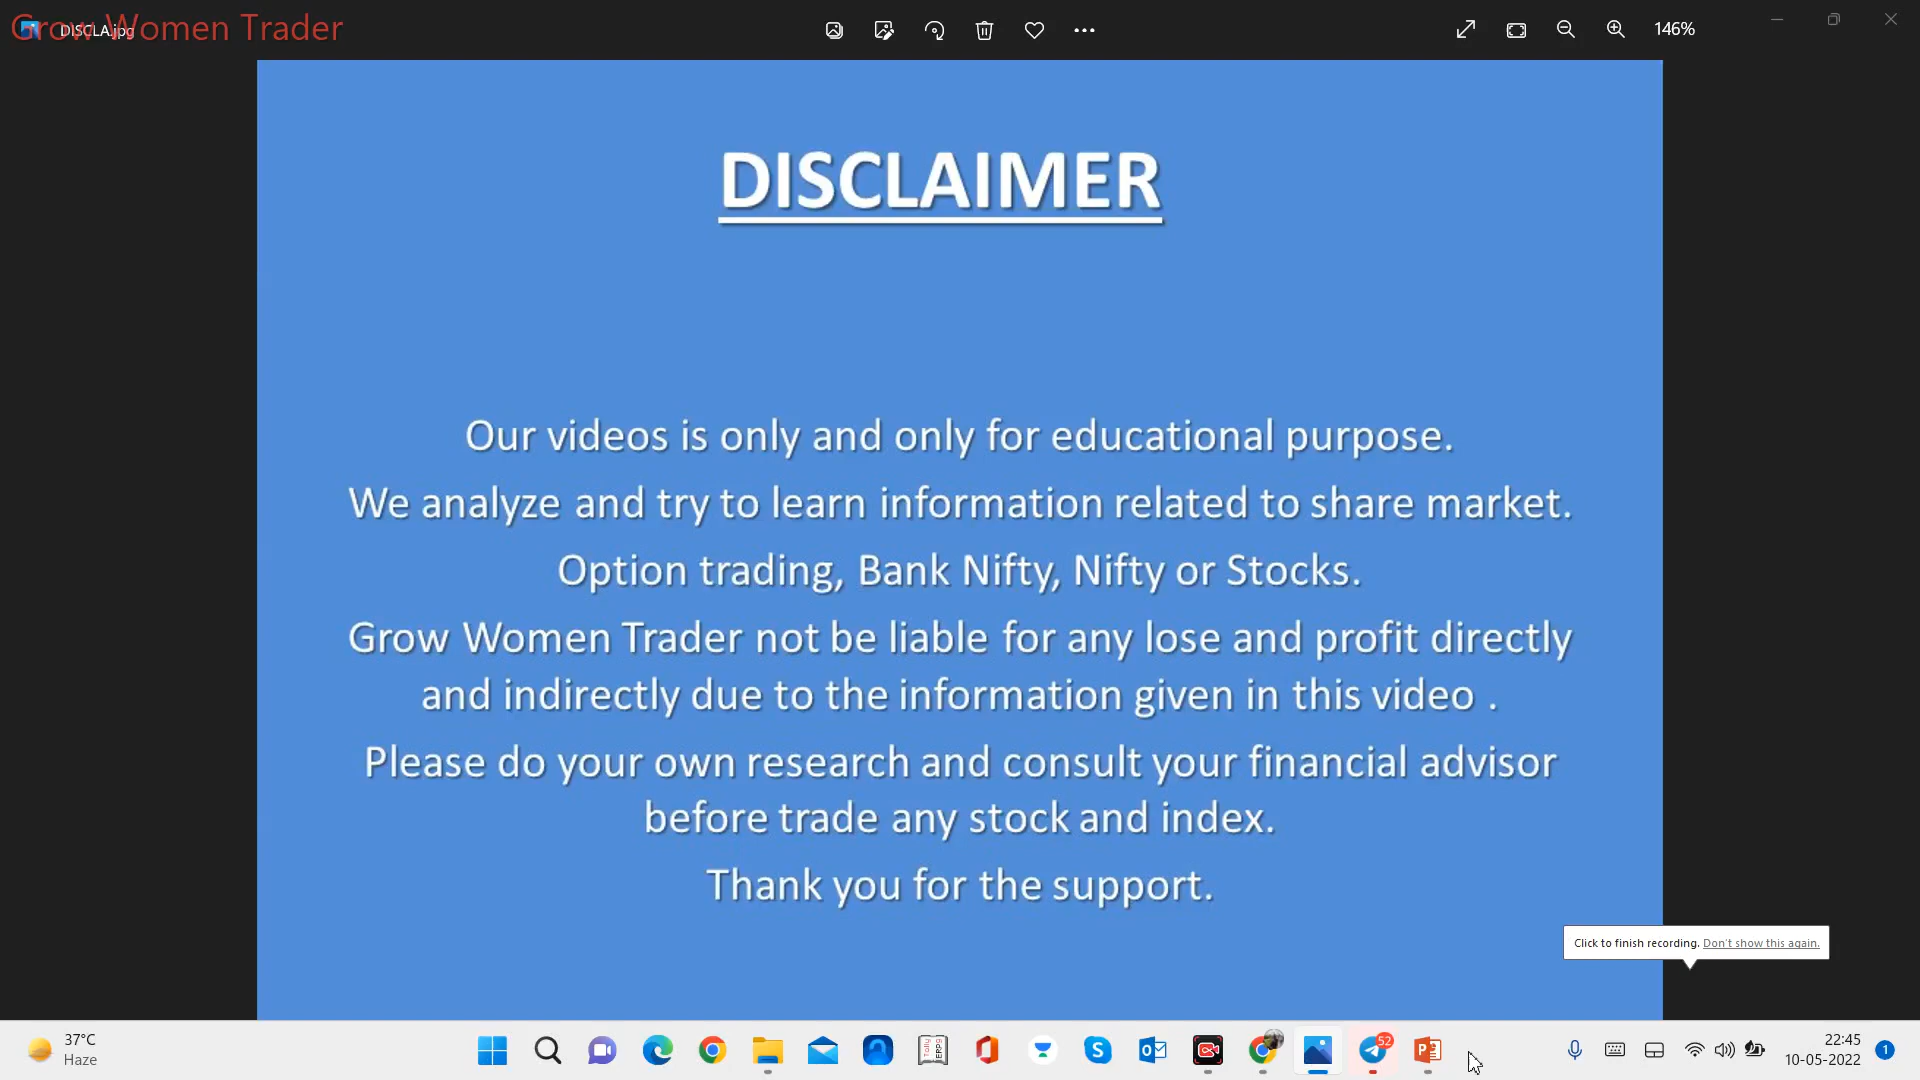 Grow Women Trader
DISCLA.jpg
146%
DISCLAIMER
Our videos is only and only for educational purpose.
We analyze and try to learn information related to share market.
Option trading, Bank Nifty, Nifty or Stocks.
Grow Women Trader not be liable for any lose and profit directly
and indirectly due to the information given in this video .
Please do your own research and consult your financial advisor
before trade any stock and index.
Thank you for the support.
Click to finish recording. Don't show this again.
37°C
Haze
Tally
ERP9
52
22:45
10-05-2022
1